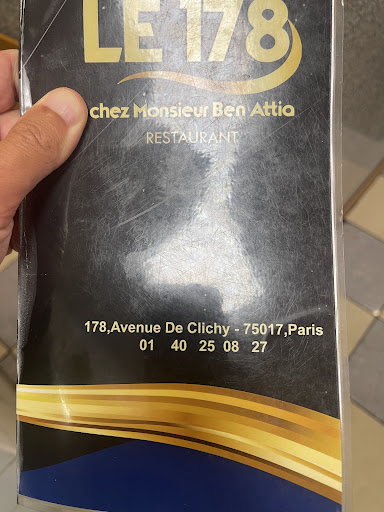 LE 178
chez Monsieur Ben Attia
RESTAURANT
178,Avenue De Clichy - 75017,Paris
01 40 25 08 27